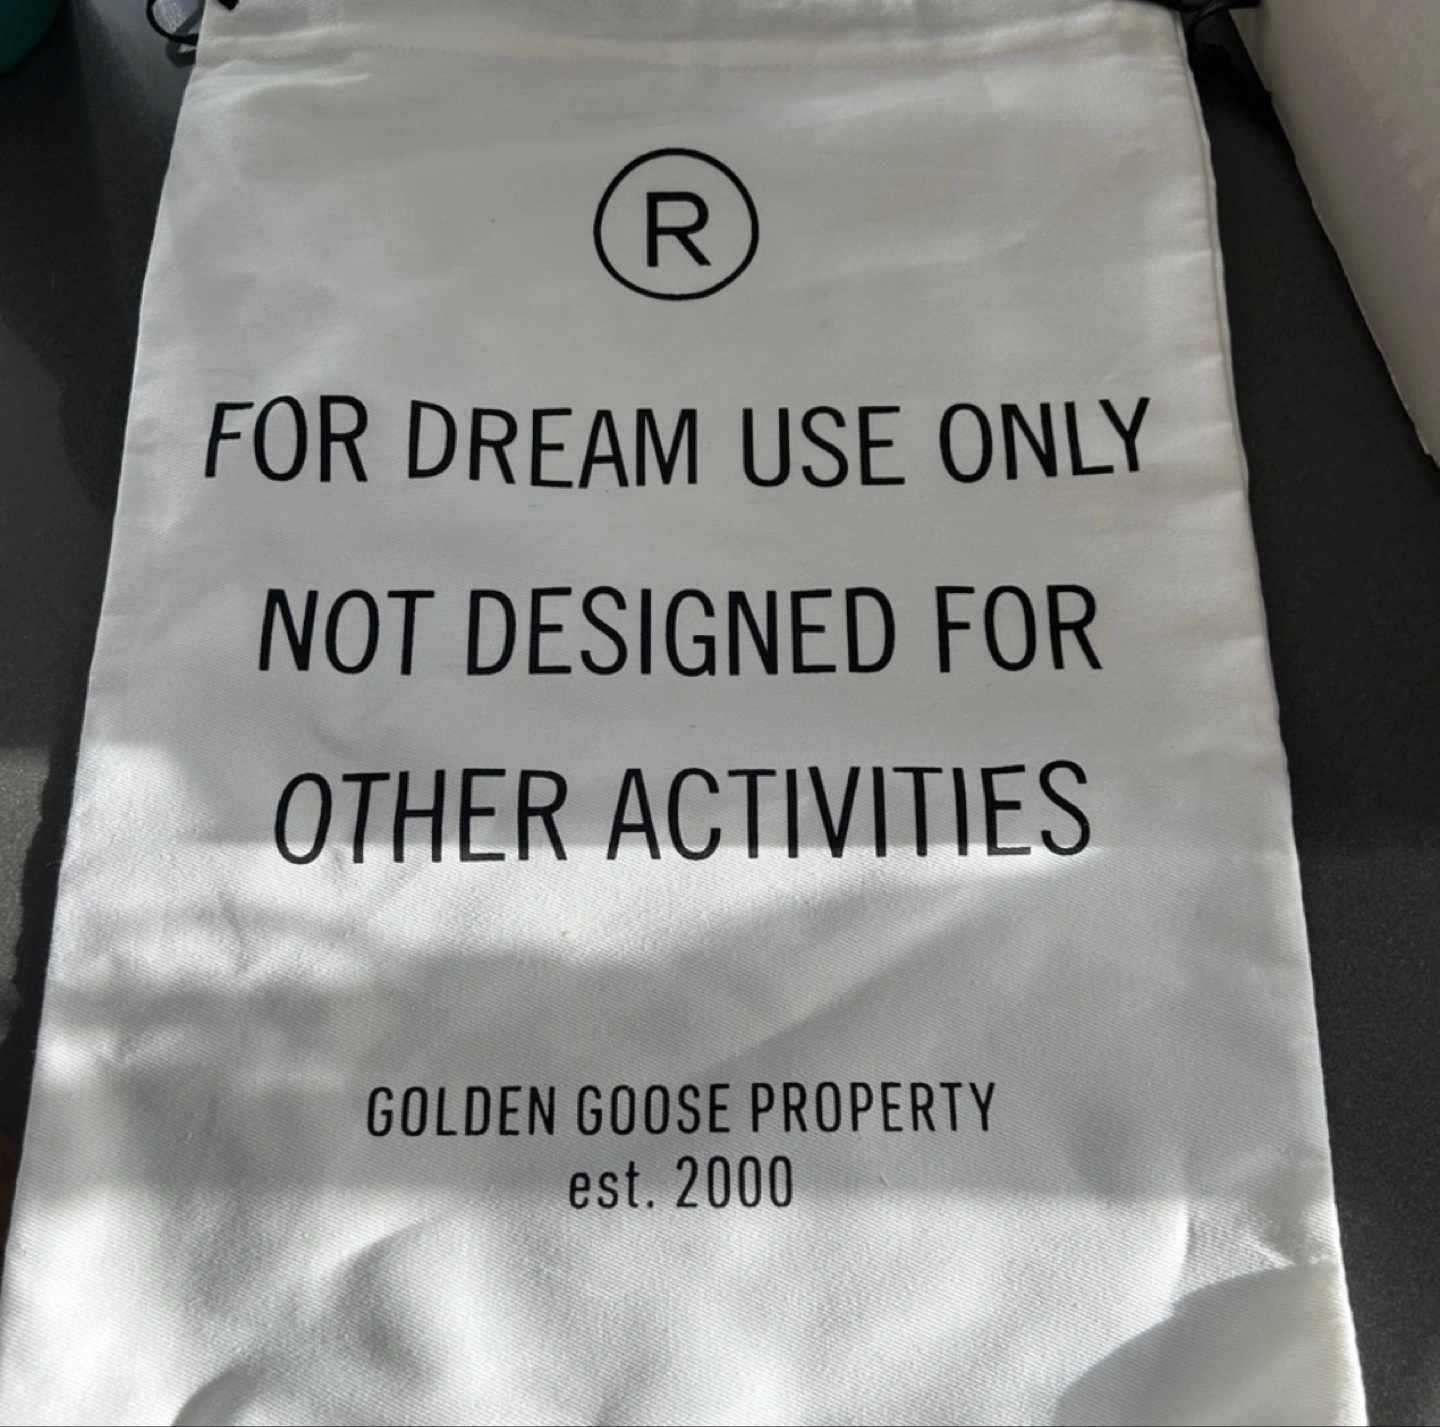 ®
FOR DREAM USE ONLY
NOT DESIGNED FOR
OTHER ACTIVITIES
GOLDEN GOOSE PROPERTY
est. 2000